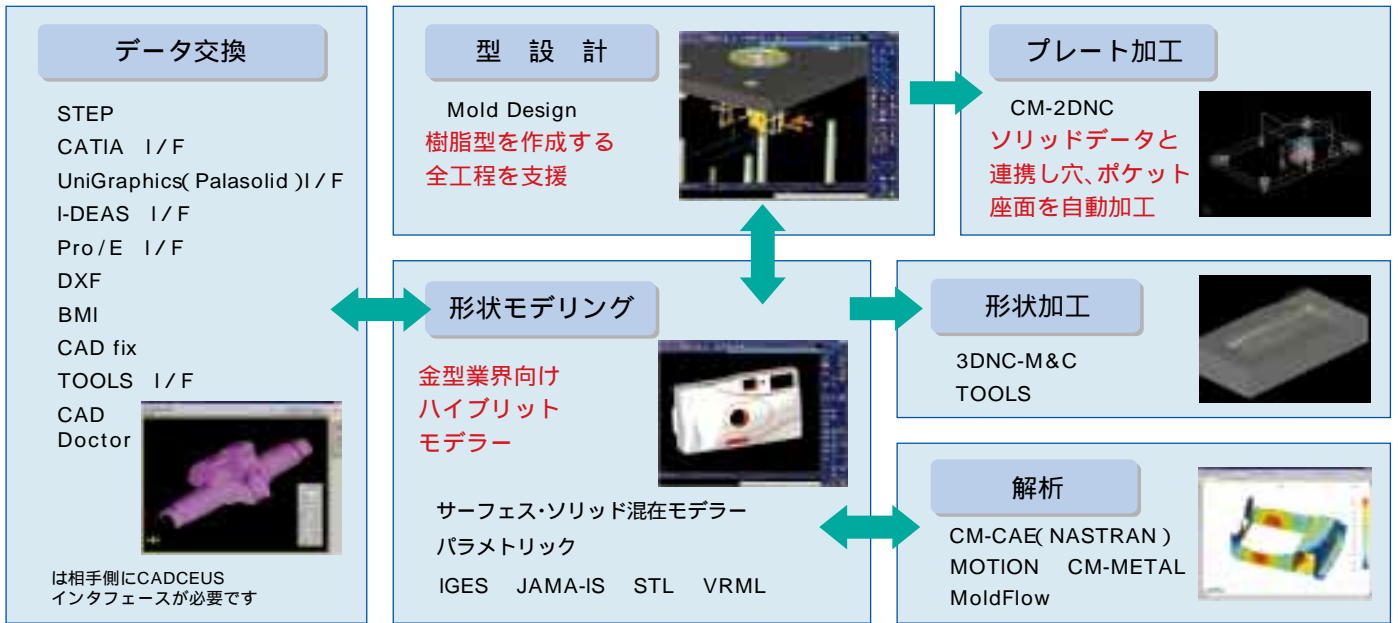 データ交換
STEP
CATIA I/F
UniGraphics(Palasolid)I/F
I-DEAS I/F
Pro/E I/F
DXF
BMI
CAD fix
TOOLS I/F
CAD
Doctor
は相手側にCADCEUS
インタフェースが必要です
型 設 計
Mold Design
樹脂型を作成する
全工程を支援
プレート加工
CM-2DNC
ソリッドデータと
連携し穴、ポケット
座面を自動加工
形状モデリング
金型業界向け
ハイブリット
モデラー
サーフェス・ソリッド混在モデラー
パラメトリック
IGES JAMA-IS STL VRML
形状加工
3DNC-M&C
TOOLS
解析
CM-CAE(NASTRAN)
MOTION CM-METAL
MoldFlow